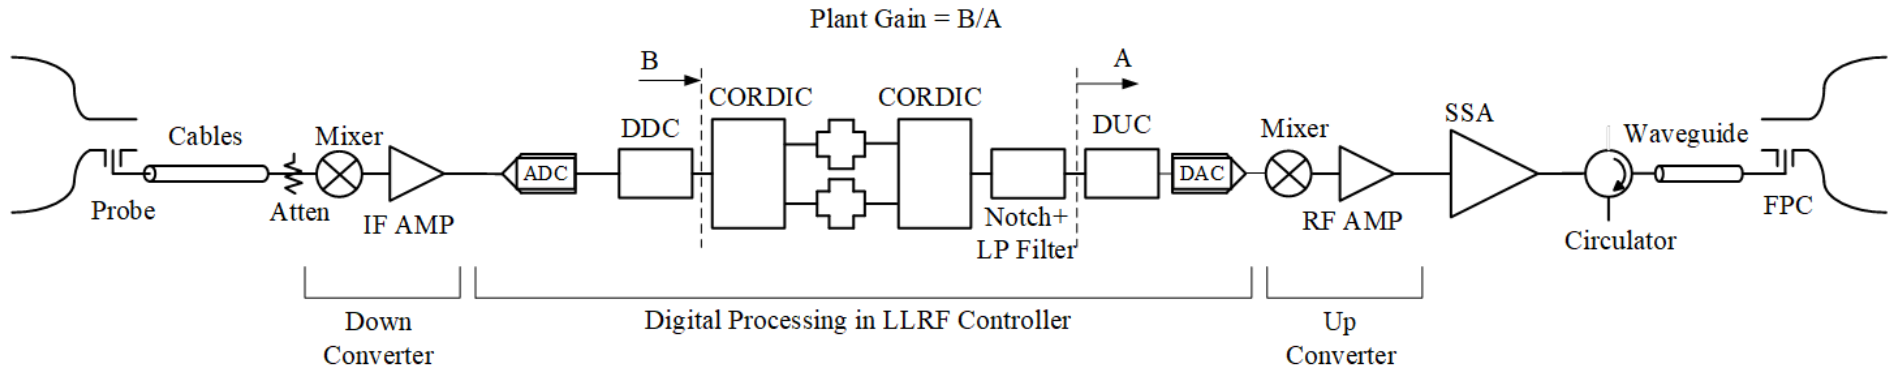 Plant Gain = B/A
B
A
CORDIC
CORDIC
SSA
Cables
Mixer
DDC
DUC
Mixer
Waveguide
ADC
DAC
Probe
Atten
IF AMP
Notch+
LP Filter
RF AMP
Circulator
FPC
Down
Converter
Digital Processing in LLRF Controller
Up
Converter